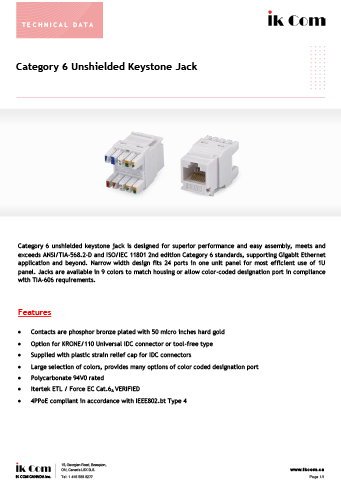 TECHNICAL DATA
ik Com
Category 6 Unshielded Keystone Jack
Category 6 unshielded keystone jack is designed for superior performance and easy assembly, meets and
exceeds ANSI/TIA-568.2-D and ISO/IEC 11801 2nd edition Category 6 standards, supporting Gigabit Ethernet
application and beyond. Narrow width design fits 24 ports in one unit panel for most efficient use of 1U
panel. Jacks are available in 9 colors to match housing or allow color-coded designation port in compliance
with TIA-606 requirements.
Features
• Contacts are phosphor bronze plated with 50 micro inches hard gold
• Option for KRONE/110 Universal IDC connector or tool-free type
• Supplied with plastic strain relief cap for IDC connectors
• Large selection of colors, provides many options of color coded designation port
• Polycarbonate 94V0 rated
• Itertek ETL / Force EC Cat.6A VERIFIED
• 4PPoE compliant in accordance with IEEE802.bt Type 4
ik Com
IK COM CANADA Inc.
ON, Canada
www.ikcom.ca
Page 1/1